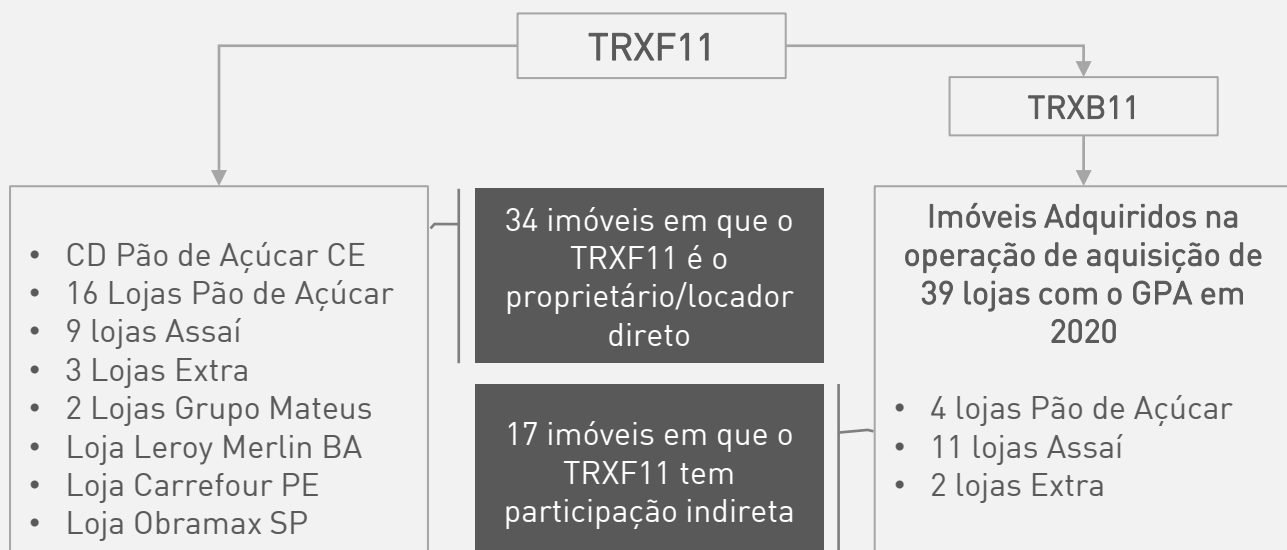 TRXF11
TRXB11
• CD Pão de Açúcar CE
• 16 Lojas Pão de Açúcar
• 9 lojas Assaí
• 3 Lojas Extra
• 2 Lojas Grupo Mateus
• Loja Leroy Merlin BA
• Loja Carrefour PE
• Loja Obramax SP
34 imóveis em que o
TRXF11 é o
proprietário/locador
direto
17 imóveis em que o
TRXF11 tem
participação indireta
Imóveis Adquiridos na
operação de aquisição de
39 lojas com o GPA em
2020
• 4 lojas Pão de Açúcar
• 11 lojas Assaí
• 2 lojas Extra